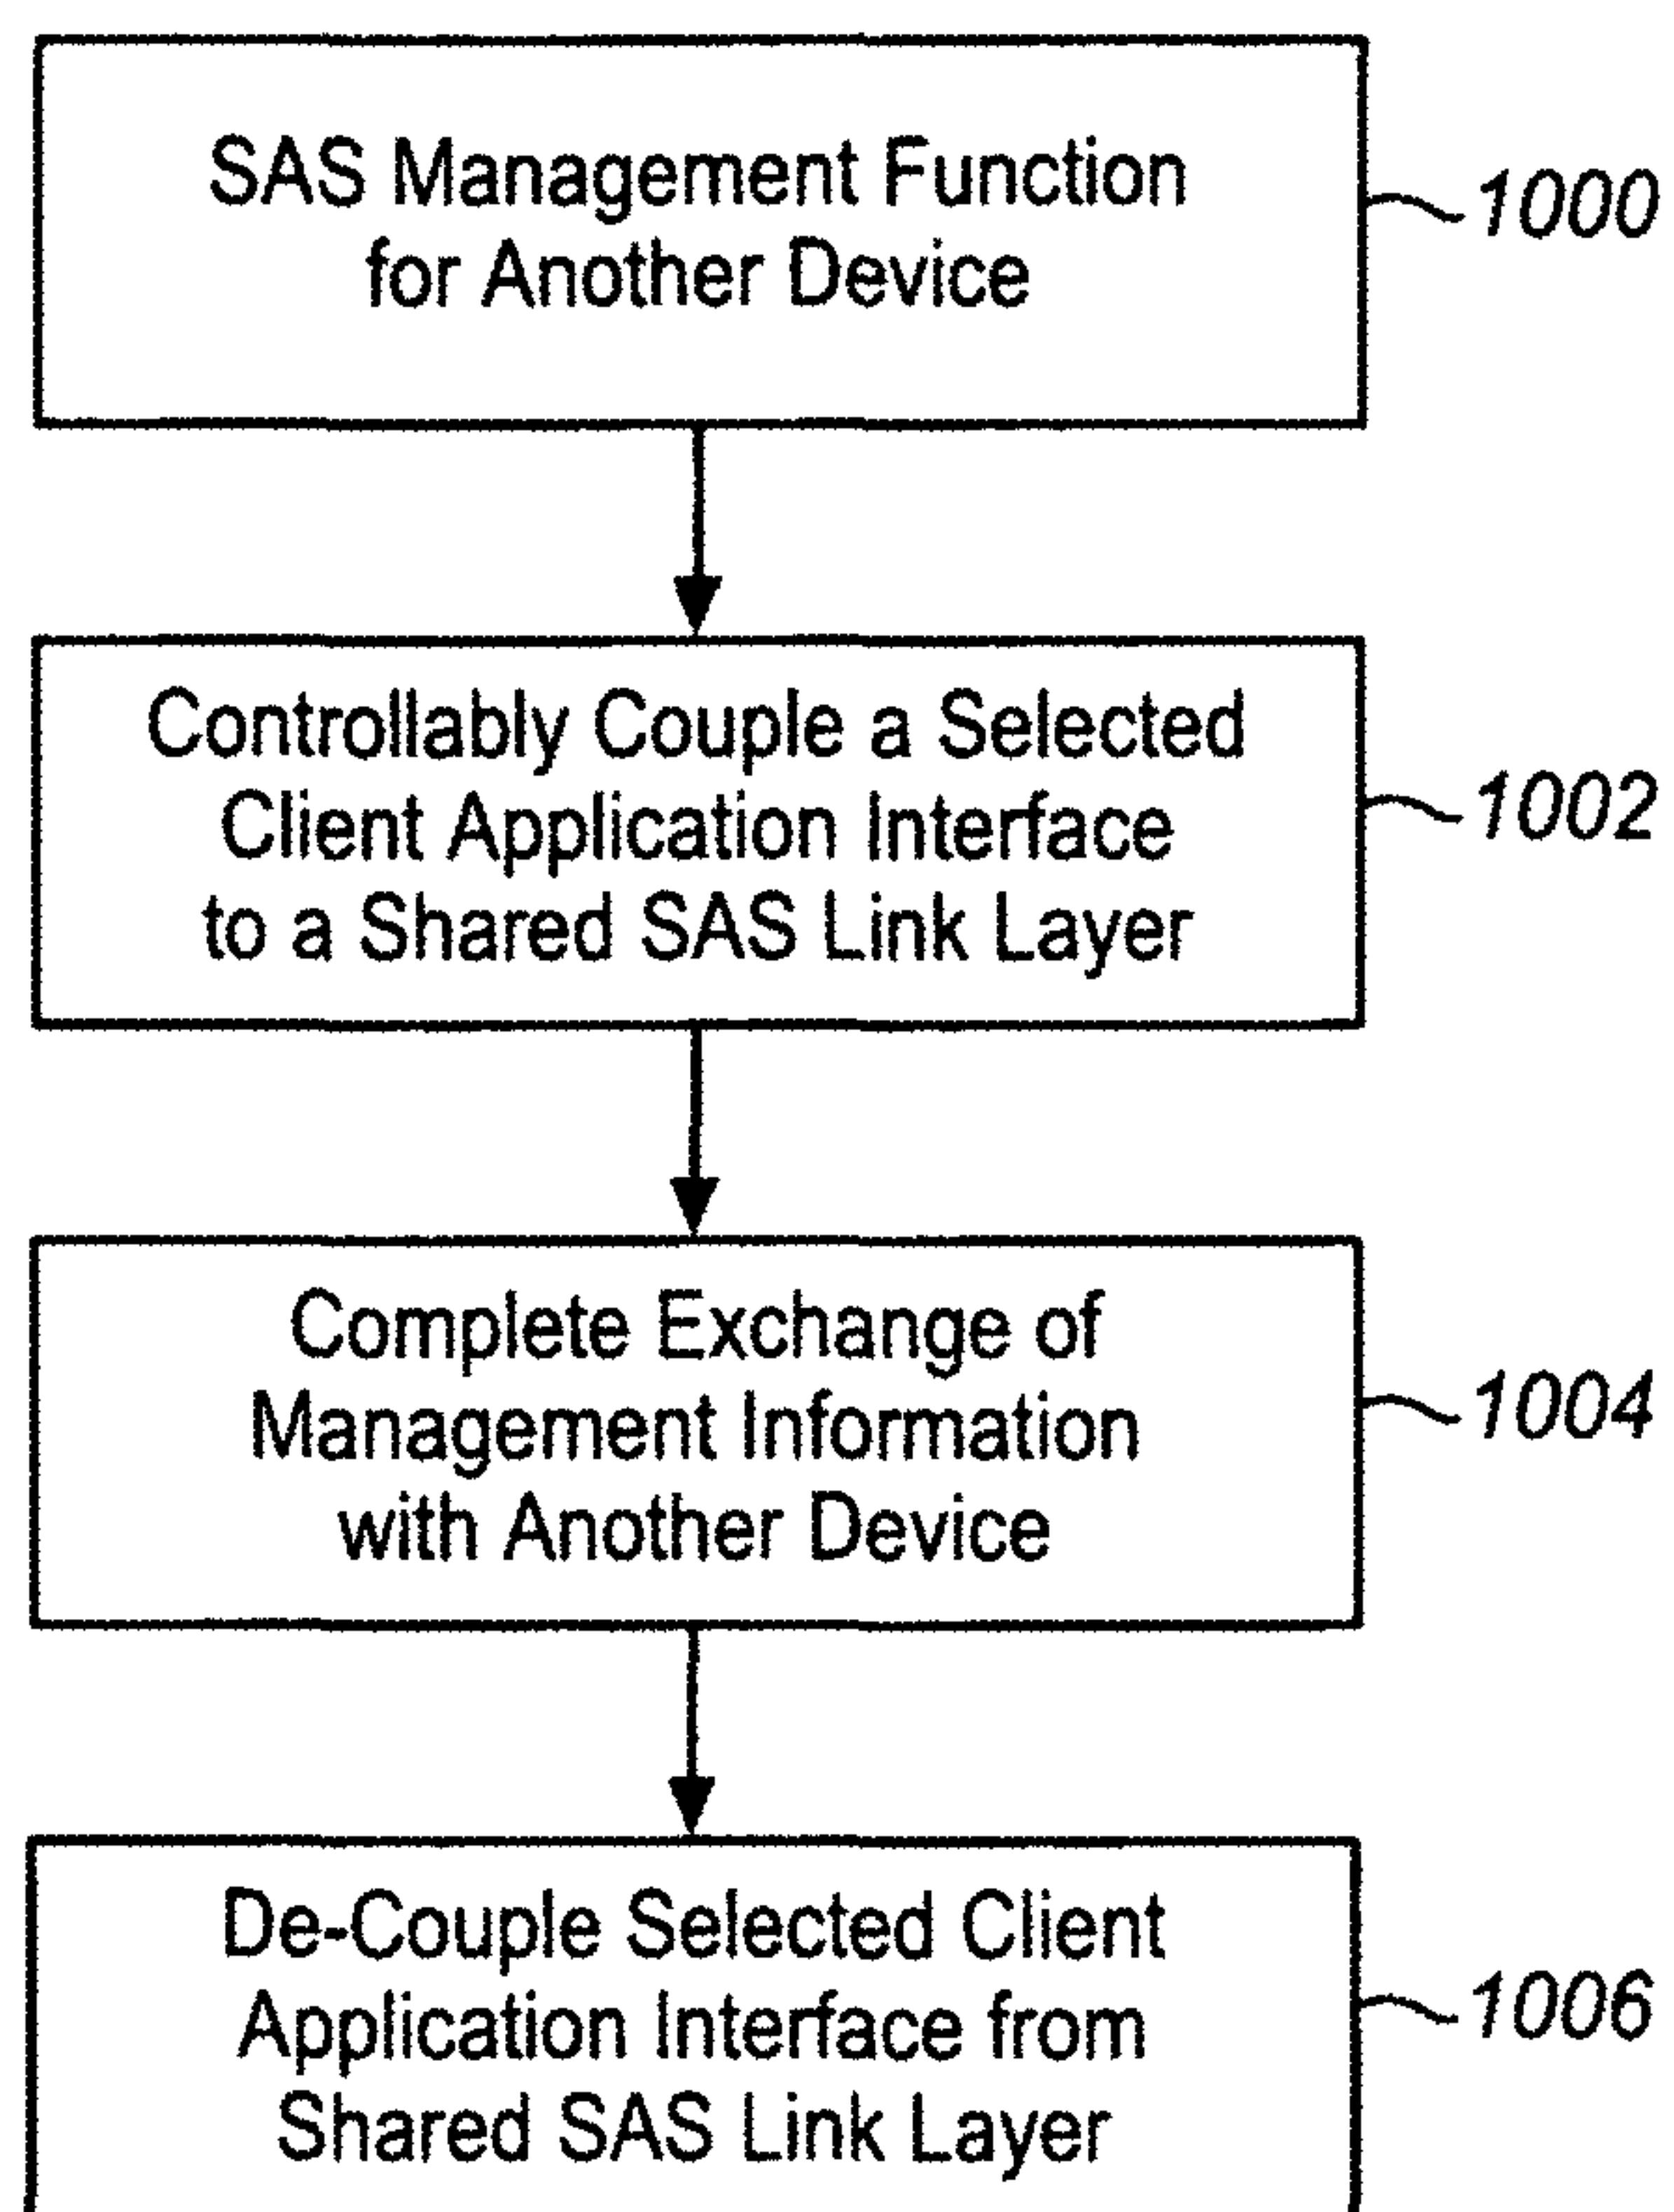 SAS Management Function
for Another Device
1000
Controllably Couple a Selected
Client Application Interface
to a Shared SAS Link Layer
1002
Complete Exchange of
Management Information
with Another Device
1004
De-Couple Selected Client
Application Interface from
Shared SAS Link Layer
1006